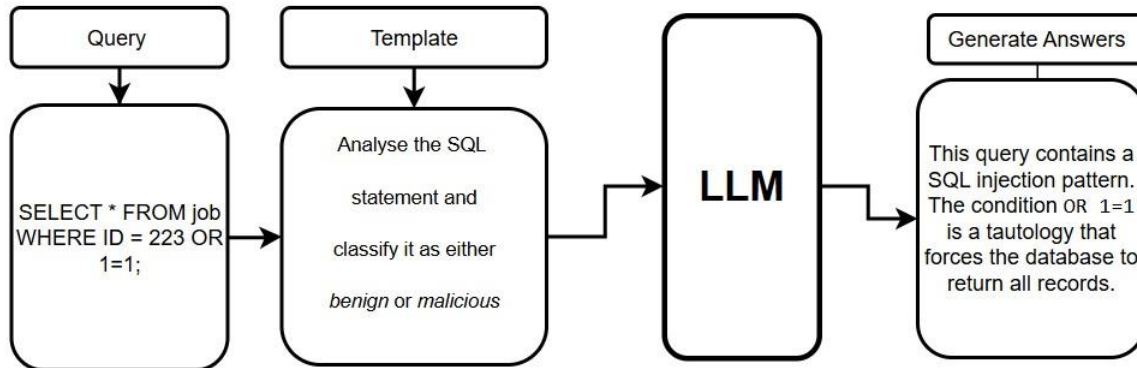 Query
SELECT * FROM job
WHERE ID = 223 OR
1=1;
Template
Analyse the SQL
statement and
classify it as either
benign or malicious
LLM
Generate Answers
This query contains a
SQL injection pattern.
The condition OR 1=1
is a tautology that
forces the database to
return all records.